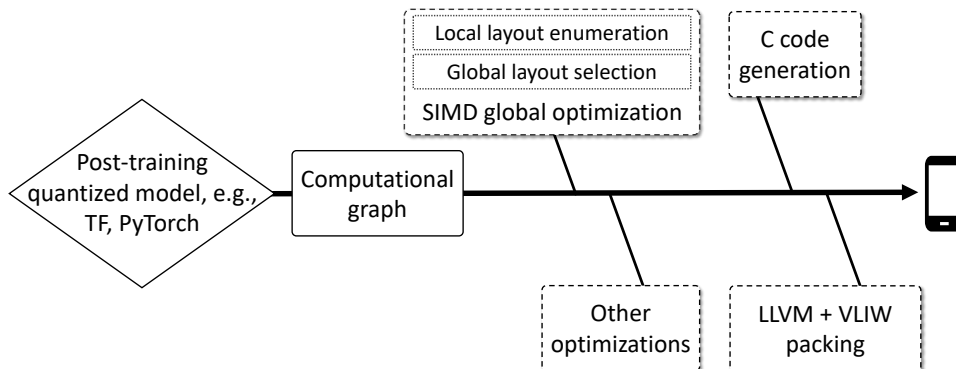 Post-training
quantized model, e.g.,
TF, PyTorch
Computational
graph
Local layout enumeration
Global layout selection
SIMD global optimization
Other
optimizations
C code
generation
LLVM + VLIW
packing